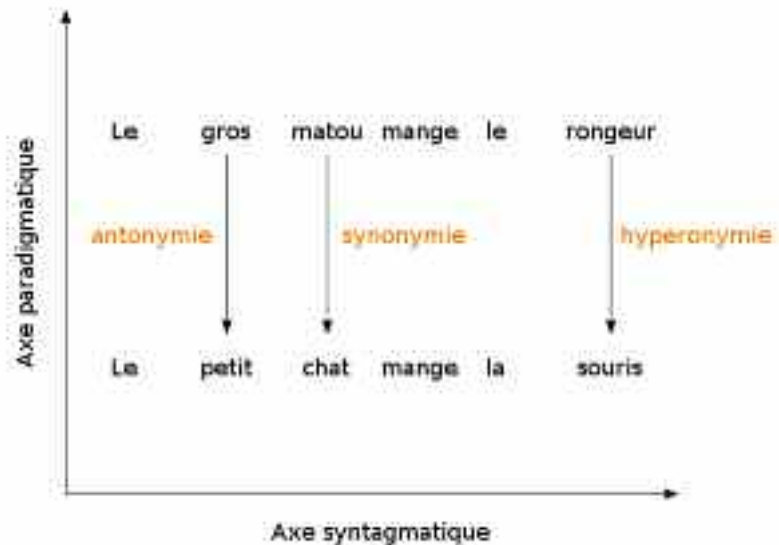 Axe paradigmatique
Le gros matou mange le rongeur
antonymie synonymie hyperonymie
Le petit chat mange la souris
Axe syntagmatique